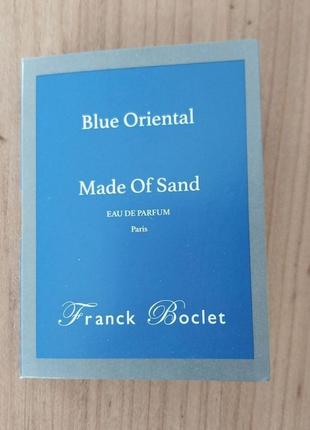 Blue Oriental
Made Of Sand
EAU DE PARFUM
Paris
Franck Boclet